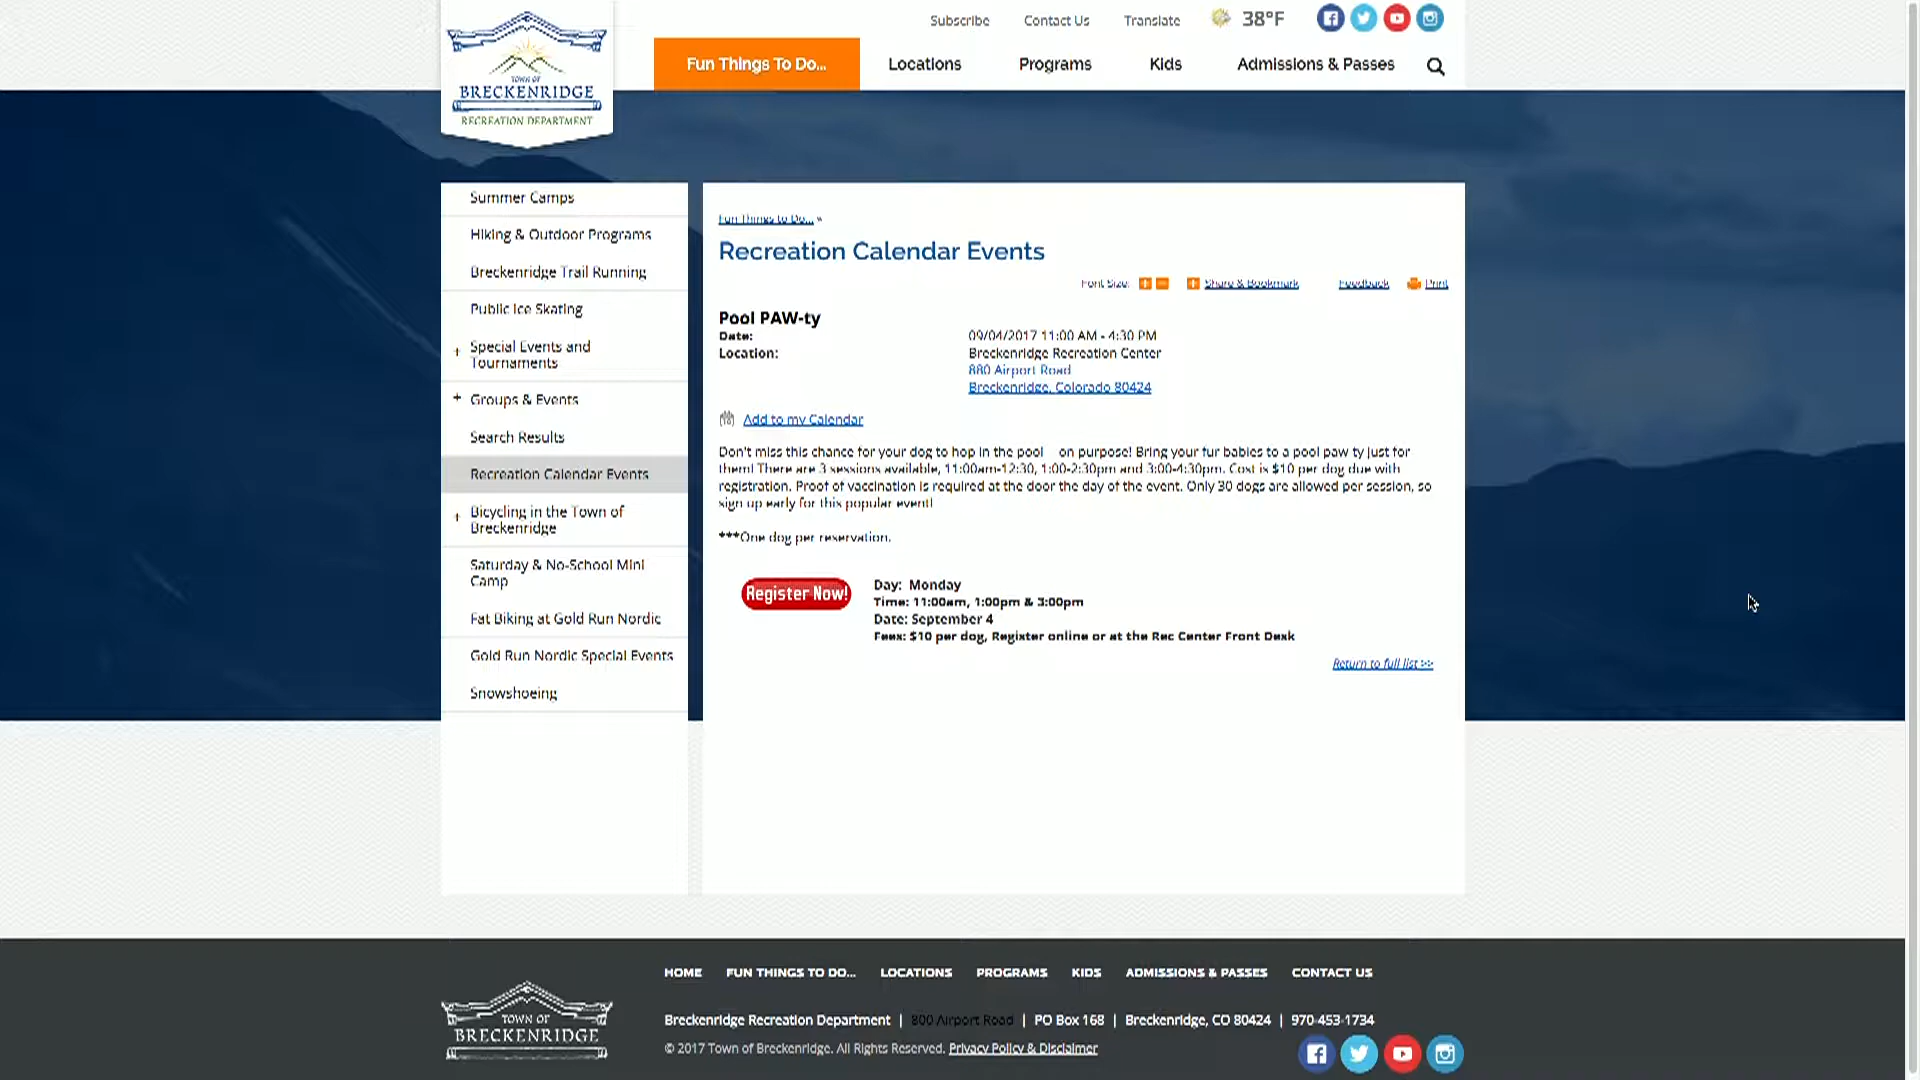 Subscribe Contact Us Translate 38°F
TOWN OF
BRECKENRIDGE
RECREATION DEPARTMENT
Fun Things To Do... Locations Programs Kids Admissions & Passes
Summer Camps
Hiking & Outdoor Programs
Breckenridge Trail Running
Public Ice Skating
+ Special Events and
Tournaments
+ Groups & Events
Search Results
Recreation Calendar Events
+ Bicycling in the Town of
Breckenridge
Saturday & No-School Mini
Camp
Fat Biking at Gold Run Nordic
Gold Run Nordic Special Events
Snowshoeing
Fun Things to Do... »
Recreation Calendar Events
Font Size: + - + Share & Bookmark Feedback Print
Pool PAW-ty
Date: 09/04/2017 11:00 AM - 4:30 PM
Location: Breckenridge Recreation Center
880 Airport Road
Breckenridge, Colorado 80424
Add to my Calendar
Don't miss this chance for your dog to hop in the pool on purpose! Bring your fur babies to a pool paw ty just for
them! There are 3 sessions available, 11:00am-12:30, 1:00-2:30pm and 3:00-4:30pm. Cost is $10 per dog due with
registration. Proof of vaccination is required at the door the day of the event. Only 30 dogs are allowed per session, so
sign up early for this popular event!
***One dog per reservation.
Register Now!
Day: Monday
Time: 11:00am, 1:00pm & 3:00pm
Date: September 4
Fees: $10 per dog, Register online or at the Rec Center Front Desk
Return to full list >>
TOWN OF
BRECKENRIDGE
HOME FUN THINGS TO DO... LOCATIONS PROGRAMS KIDS ADMISSIONS & PASSES CONTACT US
Breckenridge Recreation Department | 800 Airport Road | PO Box 168 | Breckenridge, CO 80424 | 970-453-1734
© 2017 Town of Breckenridge. All Rights Reserved. Privacy Policy & Disclaimer